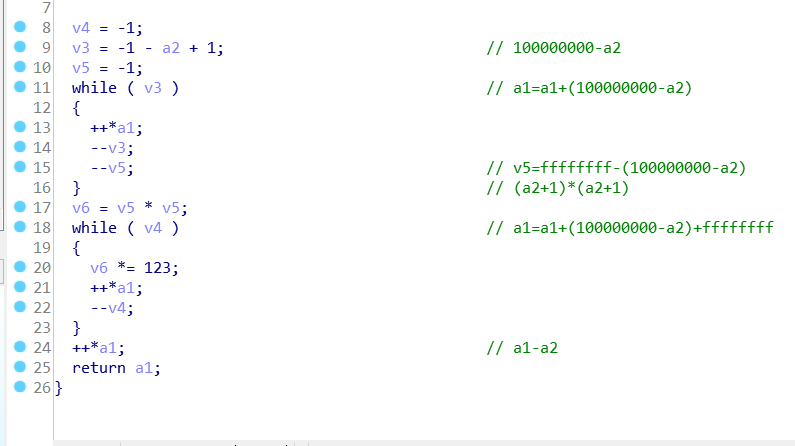 7
8 v4 = -1;
9 v3 = -1 - a2 + 1; // 100000000-a2
10 v5 = -1;
11 while ( v3 ) // a1=a1+(100000000-a2)
12 {
13 ++*a1;
14 --v3;
15 --v5; // v5=ffffffff-(100000000-a2)
16 } // (a2+1)*(a2+1)
17 v6 = v5 * v5;
18 while ( v4 ) // a1=a1+(100000000-a2)+ffffffff
19 {
20 v6 *= 123;
21 ++*a1;
22 --v4;
23 }
24 ++*a1; // a1-a2
25 return a1;
26 }